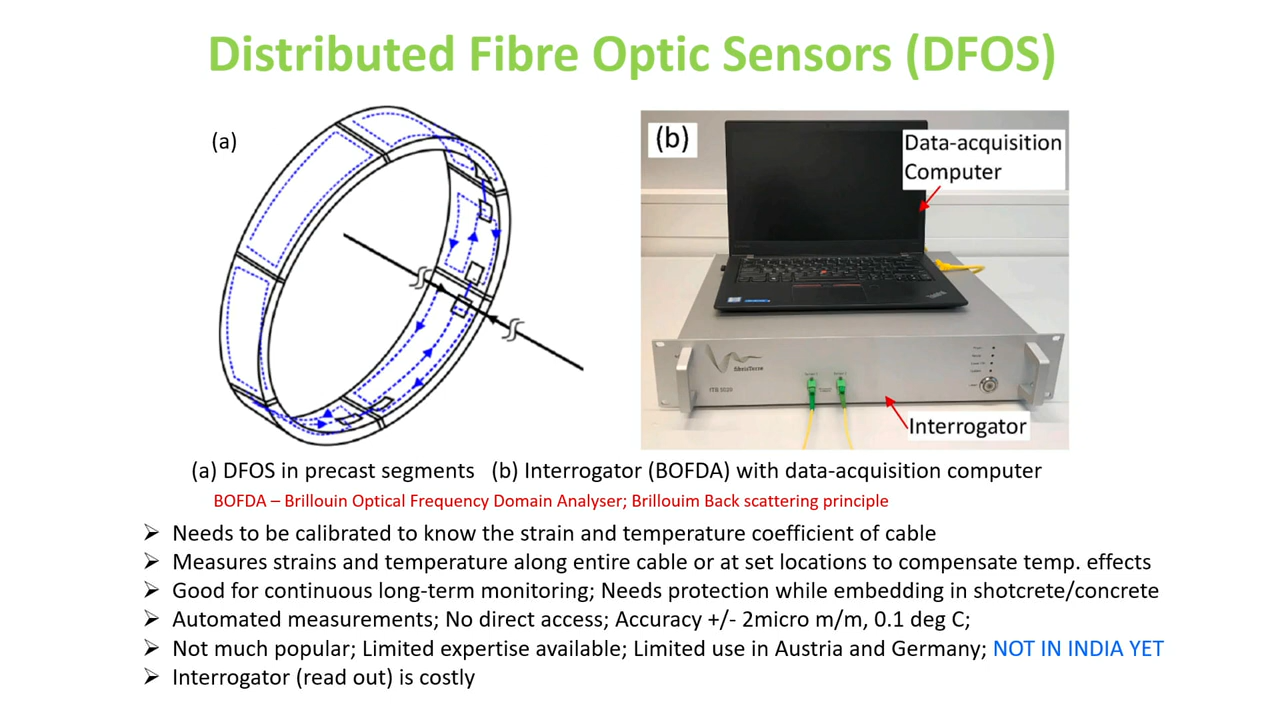 Distributed Fibre Optic Sensors (DFOS)
(a)
(b)
Data-acquisition
Computer
fibrisTerre
fTB 5020
Interrogator
(a) DFOS in precast segments (b) Interrogator (BOFDA) with data-acquisition computer
BOFDA – Brillouin Optical Frequency Domain Analyser; Brillouim Back scattering principle
➢ Needs to be calibrated to know the strain and temperature coefficient of cable
➢ Measures strains and temperature along entire cable or at set locations to compensate temp. effects
➢ Good for continuous long-term monitoring; Needs protection while embedding in shotcrete/concrete
➢ Automated measurements; No direct access; Accuracy +/- 2micro m/m, 0.1 deg C;
➢ Not much popular; Limited expertise available; Limited use in Austria and Germany; NOT IN INDIA YET
➢ Interrogator (read out) is costly